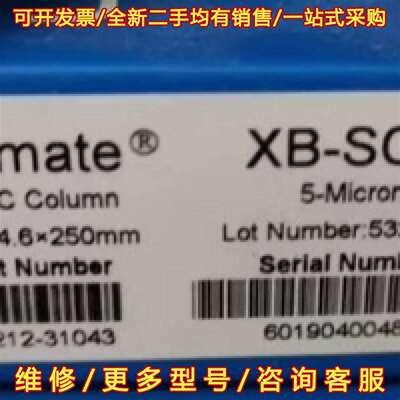 可开发票/全新二手均有销售/一站式采购
mate® XB-SC
C Column 5-Micron
4.6×250mm Lot Number:53
t Number Serial Num
212-31043 6019040048
维修/更多型号/咨询客服